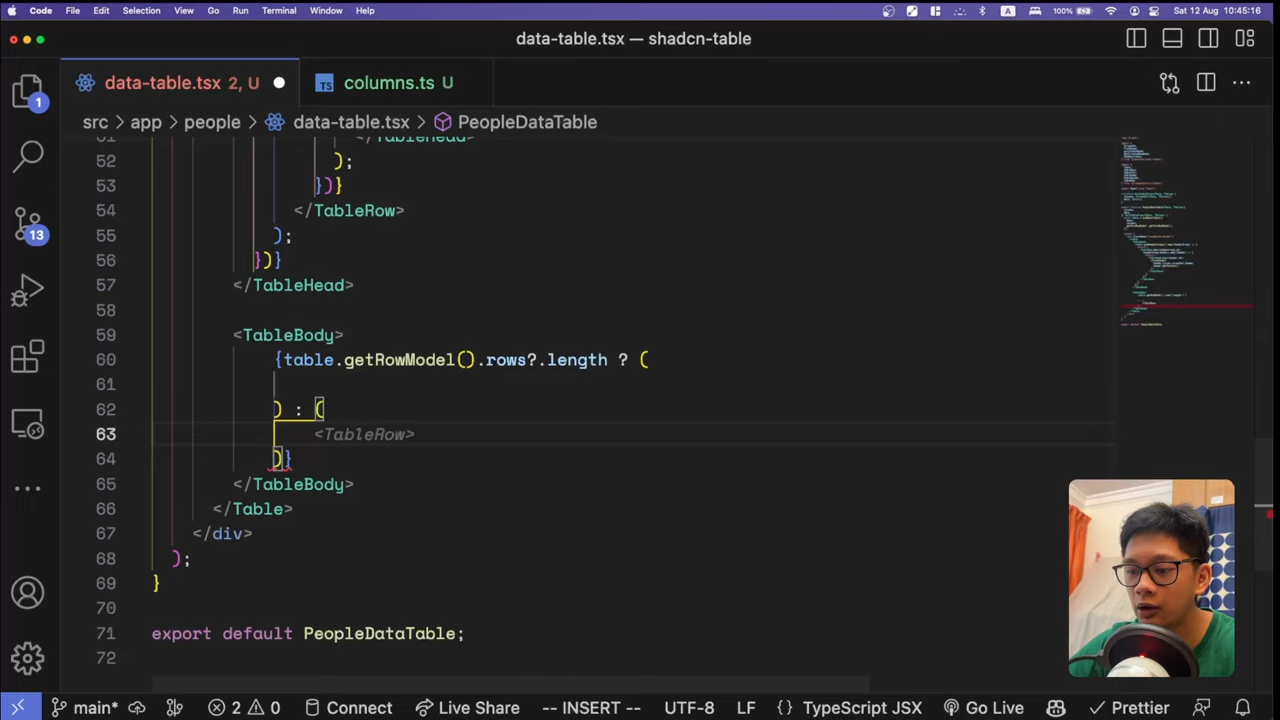 Code File Edit Selection View Go Run Terminal Window Help A 100% Sat 12 Aug 10:45:16
data-table.tsx — shadcn-table
data-table.tsx 2, U TS columns.ts U
src > app > people > data-table.tsx > PeopleDataTable
51 </TableHead>
52 );
53 })}
54 </TableRow>
55 );
56 })}
57 </TableHead>
58
59 <TableBody>
60 {table.getRowModel().rows?.length ? (
61
62 ) : (
63 <TableRow>
64 )}
65 </TableBody>
66 </Table>
67 </div>
68 );
69 }
70
71 export default PeopleDataTable;
72
1
13
main* 2 0 Connect Live Share -- INSERT -- UTF-8 LF {} TypeScript JSX Go Live Prettier